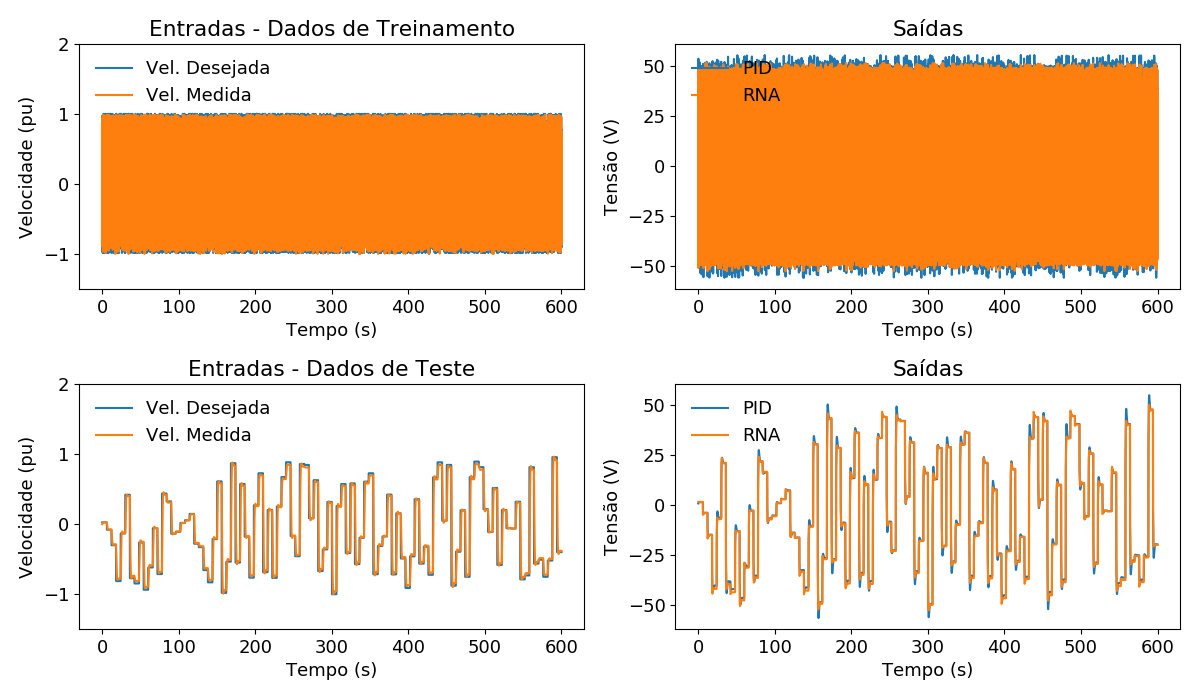 Entradas - Dados de Treinamento
2
1
0
−1
Velocidade (pu)
Vel. Desejada
Vel. Medida
0 100 200 300 400 500 600
Tempo (s)
Saídas
50
25
0
−25
−50
Tensão (V)
PID
RNA
0 100 200 300 400 500 600
Tempo (s)
Entradas - Dados de Teste
2
1
0
−1
Velocidade (pu)
Vel. Desejada
Vel. Medida
0 100 200 300 400 500 600
Tempo (s)
Saídas
50
25
0
−25
−50
Tensão (V)
PID
RNA
0 100 200 300 400 500 600
Tempo (s)